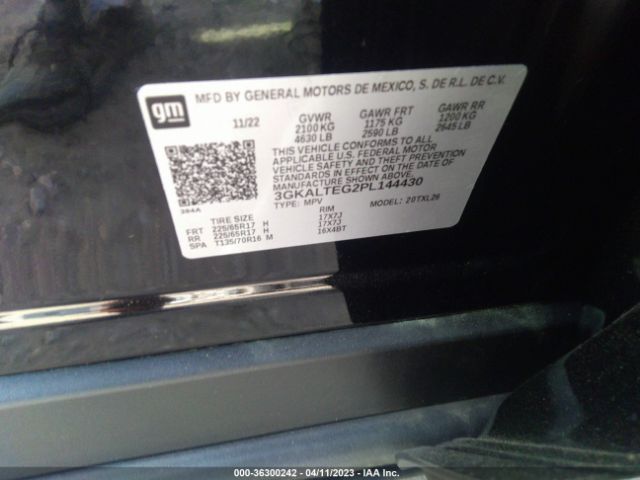 gm
MFD BY GENERAL MOTORS DE MEXICO, S. DE R.L. DE C.V.
11/22 GVWR GAWR FRT GAWR RR
2100 KG 1175 KG 1200 KG
4630 LB 2590 LB 2645 LB
THIS VEHICLE CONFORMS TO ALL
APPLICABLE U.S. FEDERAL MOTOR
VEHICLE SAFETY AND THEFT PREVENTION
STANDARDS IN EFFECT ON THE DATE OF
MANUFACTURE SHOWN ABOVE.
3GKALTEG2PL144430
TYPE: MPV MODEL: 20TXL26
TIRE SIZE RIM
FRT 225/65R17 H 17X7J
RR 225/65R17 H 17X7J
SPA T135/70R16 M 16X4BT
000-36300242 - 04/11/2023 - IAA Inc.